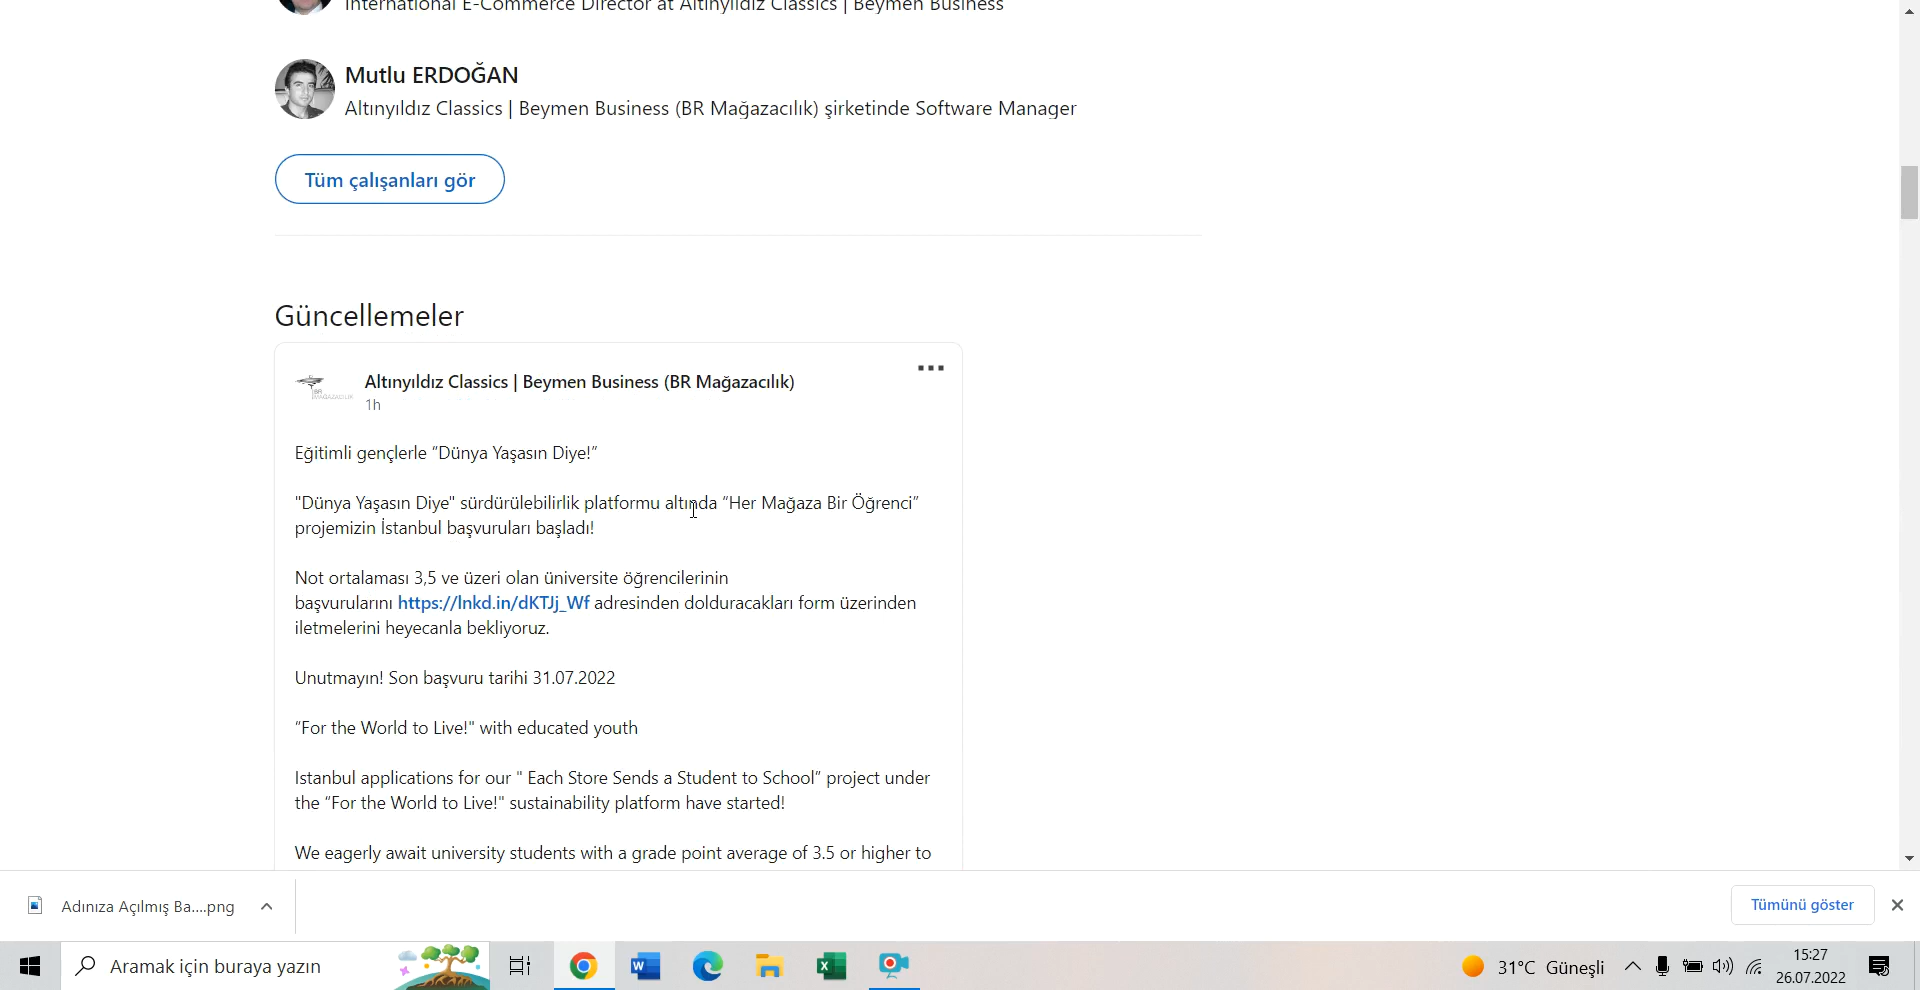 International E-Commerce Director at Altınyıldız Classics | Beymen Business
Mutlu ERDOĞAN
Altınyıldız Classics | Beymen Business (BR Mağazacılık) şirketinde Software Manager
Tüm çalışanları gör
Güncellemeler
Altınyıldız Classics | Beymen Business (BR Mağazacılık)
BR
MAĞAZACILIK
1h
Eğitimli gençlerle “Dünya Yaşasın Diye!”
"Dünya Yaşasın Diye" sürdürülebilirlik platformu altında “Her Mağaza Bir Öğrenci”
projemizin İstanbul başvuruları başladı!
Not ortalaması 3,5 ve üzeri olan üniversite öğrencilerinin
başvurularını https://lnkd.in/dKTJj_Wf adresinden dolduracakları form üzerinden
iletmelerini heyecanla bekliyoruz.
Unutmayın! Son başvuru tarihi 31.07.2022
“For the World to Live!" with educated youth
Istanbul applications for our " Each Store Sends a Student to School” project under
the “For the World to Live!" sustainability platform have started!
We eagerly await university students with a grade point average of 3.5 or higher to
Adınıza Açılmış Ba....png
Tümünü göster
Aramak için buraya yazın
31°C Güneşli
15:27
26.07.2022